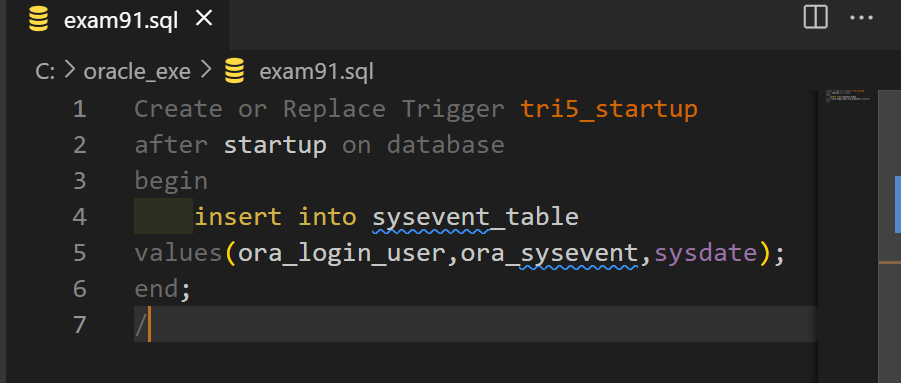 exam91.sql
C: > oracle_exe > exam91.sql
1 Create or Replace Trigger tri5_startup
2 after startup on database
3 begin
4     insert into sysevent_table
5 values(ora_login_user,ora_sysevent,sysdate);
6 end;
7 /